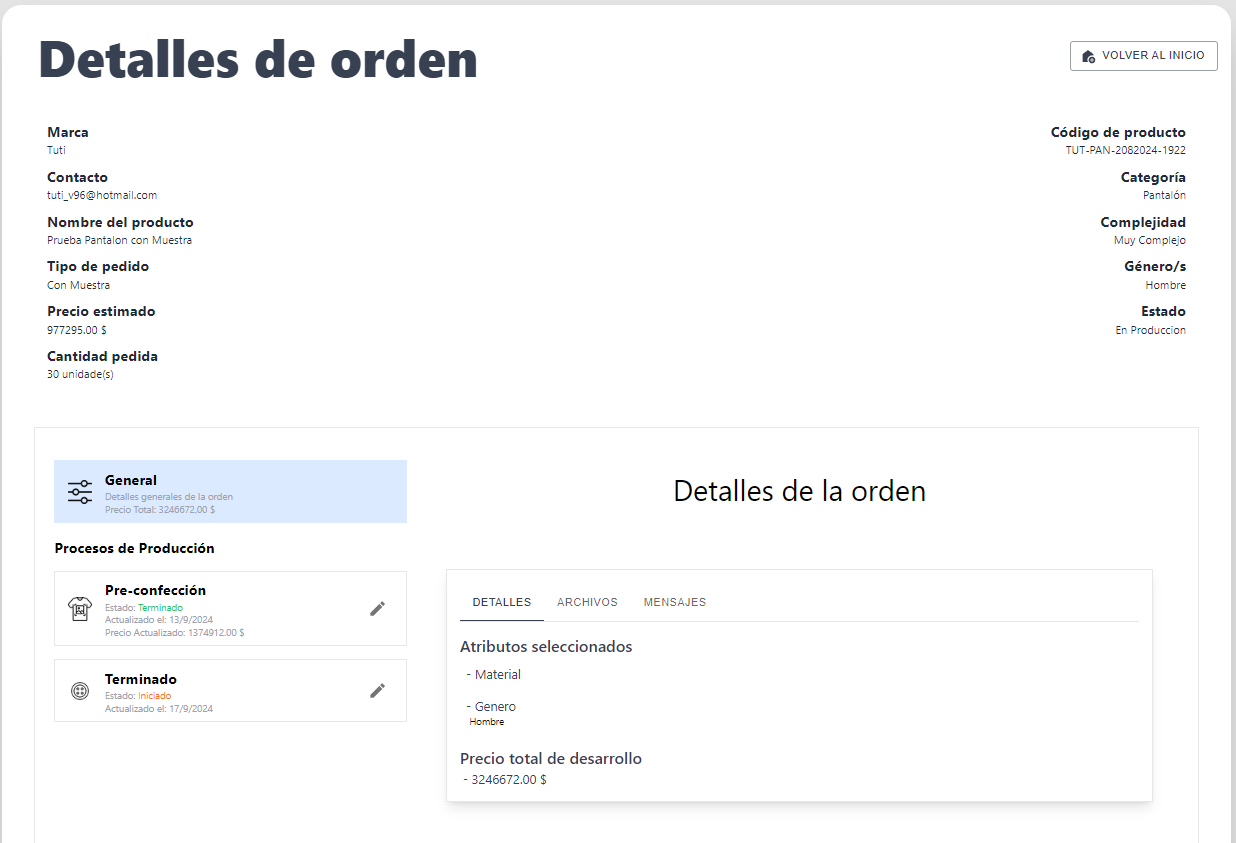 Detalles de orden
VOLVER AL INICIO
Marca
Tuti
Contacto
tuti_v96@hotmail.com
Nombre del producto
Prueba Pantalon con Muestra
Tipo de pedido
Con Muestra
Precio estimado
977295.00 $
Cantidad pedida
30 unidade(s)
Código de producto
TUT-PAN-2082024-1922
Categoría
Pantalón
Complejidad
Muy Complejo
Género/s
Hombre
Estado
En Produccion
General
Detalles generales de la orden
Precio Total: 3246672.00 $
Procesos de Producción
Pre-confección
Estado: Terminado
Actualizado el: 13/9/2024
Precio Actualizado: 1374912.00 $
Terminado
Estado: Iniciado
Actualizado el: 17/9/2024
Detalles de la orden
DETALLES ARCHIVOS MENSAJES
Atributos seleccionados
- Material
- Genero
Hombre
Precio total de desarrollo
- 3246672.00 $